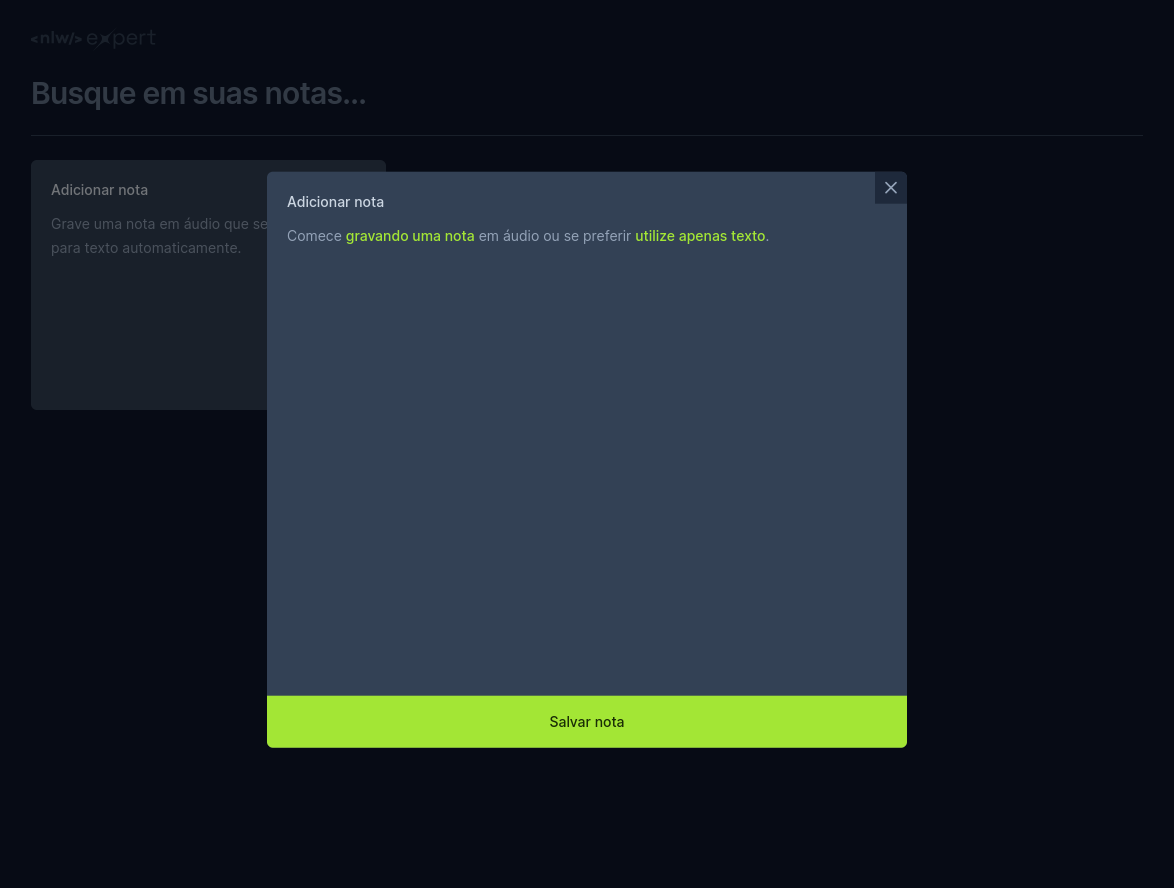 <nlw/> expert
Busque em suas notas...
Adicionar nota
Grave uma nota em áudio que se
para texto automaticamente.
Adicionar nota
Comece gravando uma nota em áudio ou se preferir utilize apenas texto.
Salvar nota